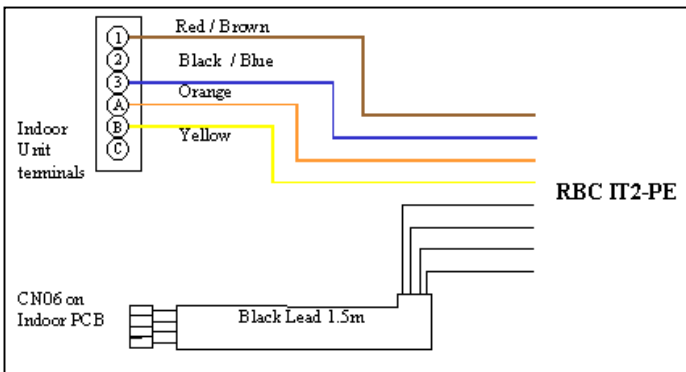 Red / Brown
1
2
Black / Blue
3
Orange
A
Indoor
Unit
terminals
B
Yellow
C
RBC IT2-PE
CN06 on
Indoor PCB
Black Lead 1.5m